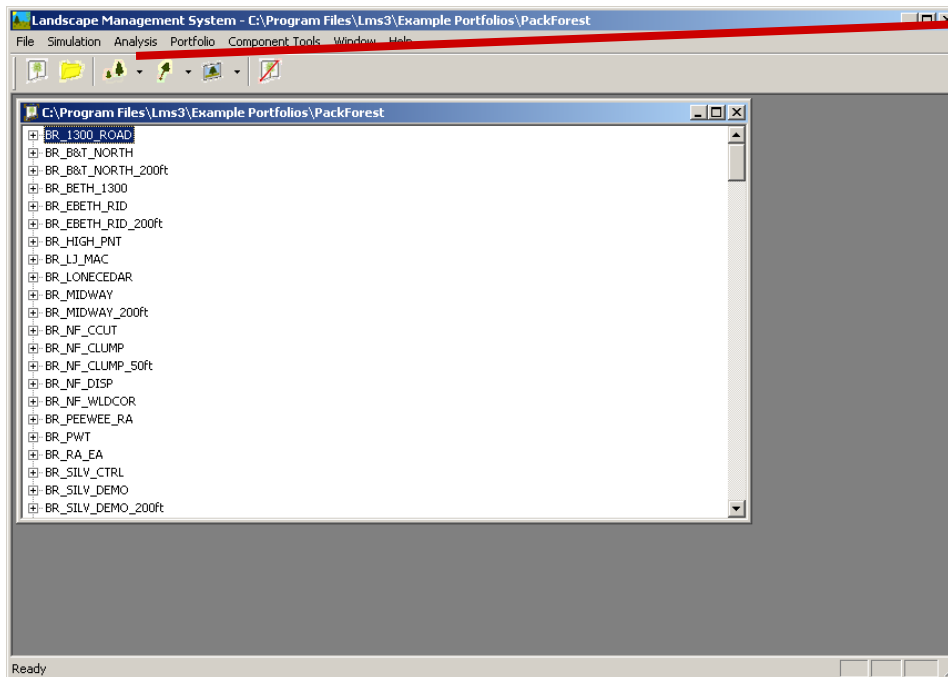 Landscape Management System - C:\Program Files\Lms3\Example Portfolios\PackForest
File Simulation Analysis Portfolio Component Tools Window Help
C:\Program Files\Lms3\Example Portfolios\PackForest
BR_1300_ROAD
BR_B&T_NORTH
BR_B&T_NORTH_200ft
BR_BETH_1300
BR_EBETH_RID
BR_EBETH_RID_200ft
BR_HIGH_PNT
BR_LJ_MAC
BR_LONECEDAR
BR_MIDWAY
BR_MIDWAY_200ft
BR_NF_CCUT
BR_NF_CLUMP
BR_NF_CLUMP_50ft
BR_NF_DISP
BR_NF_WLDCOR
BR_PEEWEE_RA
BR_PWT
BR_RA_EA
BR_SILV_CTRL
BR_SILV_DEMO
BR_SILV_DEMO_200ft
Ready